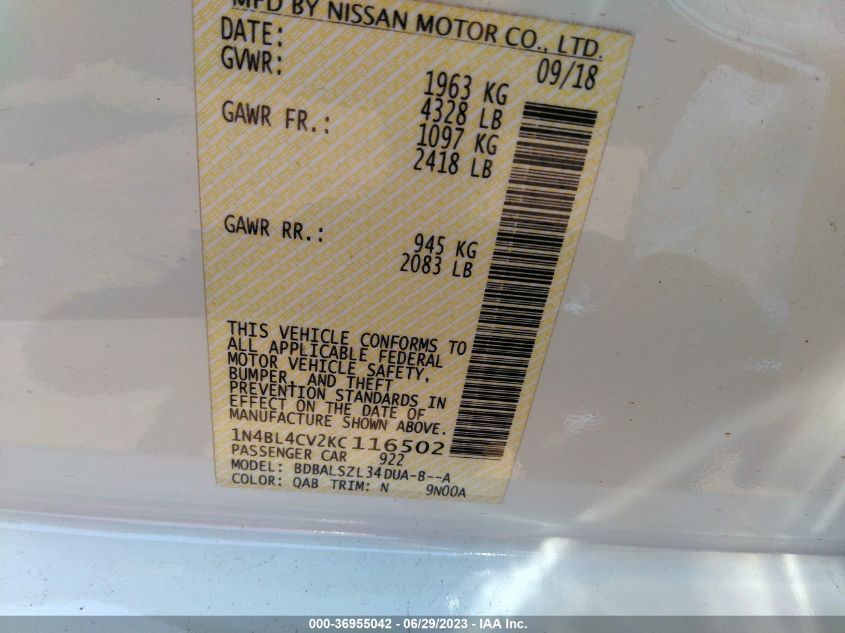 MFD BY NISSAN MOTOR CO., LTD.
DATE: 09/18
GVWR: 1963 KG
4328 LB
GAWR FR.: 1097 KG
2418 LB
GAWR RR.: 945 KG
2083 LB
THIS VEHICLE CONFORMS TO
ALL APPLICABLE FEDERAL
MOTOR VEHICLE SAFETY,
BUMPER, AND THEFT
PREVENTION STANDARDS IN
EFFECT ON THE DATE OF
MANUFACTURE SHOWN ABOVE.
1N4BL4CV2KC116502
PASSENGER CAR 922
MODEL: BDBALSZL34DUA-B--A
COLOR: QAB TRIM: N 9N00A
000-36955042 - 06/29/2023 - IAA Inc.